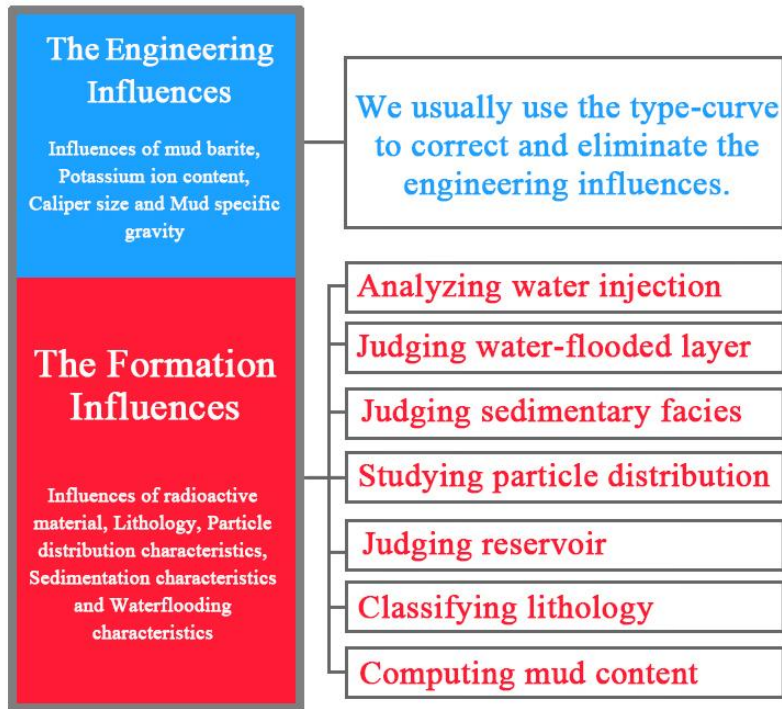 The Engineering
Influences
Influences of mud barite,
Potassium ion content,
Caliper size and Mud specific
gravity
We usually use the type-curve
to correct and eliminate the
engineering influences.
The Formation
Influences
Influences of radioactive
material, Lithology, Particle
distribution characteristics,
Sedimentation characteristics
and Waterflooding
characteristics
Analyzing water injection
Judging water-flooded layer
Judging sedimentary facies
Studying particle distribution
Judging reservoir
Classifying lithology
Computing mud content